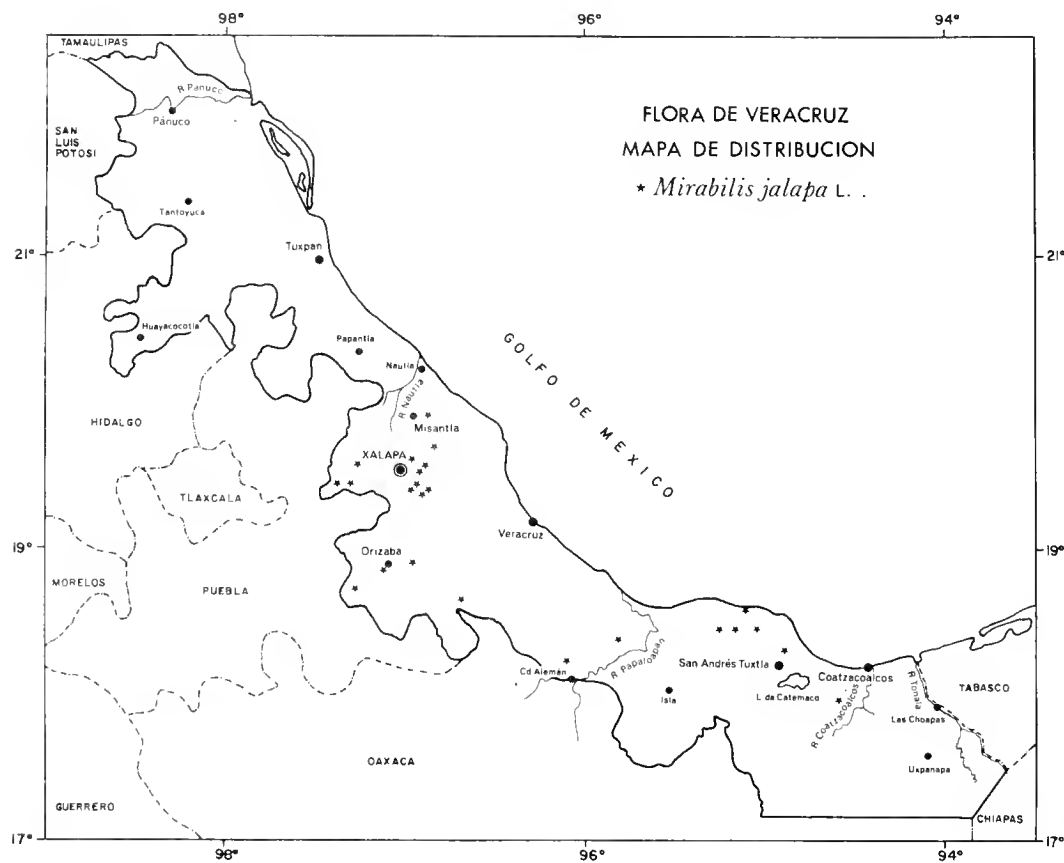 98°
96°
94°
TAMAULIPAS
R Panuco
Pánuco
SAN
LUIS
POTOSI
FLORA DE VERACRUZ
MAPA DE DISTRIBUCION
* Mirabilis jalapa L. .
Tantoyuca
Tuxpan
21°
21°
Huayacocotla
Papantla
Nautla
R Nautla
GOLFO DE MEXICO
HIDALGO
Misantla
XALAPA
TLAXCALA
Veracruz
19°
19°
Orizaba
MORELOS
PUEBLA
R Papaloapan
Cd Alemán
San Andrés Tuxtla
Coatzacoalcos
Isla
L. de Catemaco
R Coatzacoalcos
R Tonala
TABASCO
Las Choapas
Uxpanapa
OAXACA
GUERRERO
CHIAPAS
17°
17°
98°
96°
94°